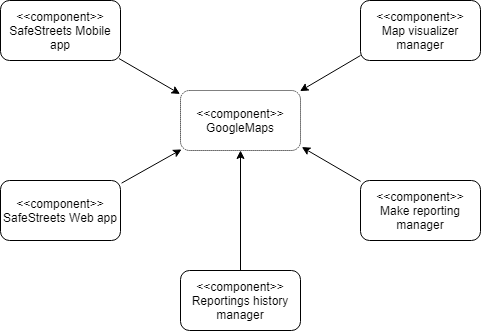 <<component>>
SafeStreets Mobile
app
<<component>>
Map visualizer
manager
<<component>>
GoogleMaps
<<component>>
SafeStreets Web app
<<component>>
Make reporting
manager
<<component>>
Reportings history
manager